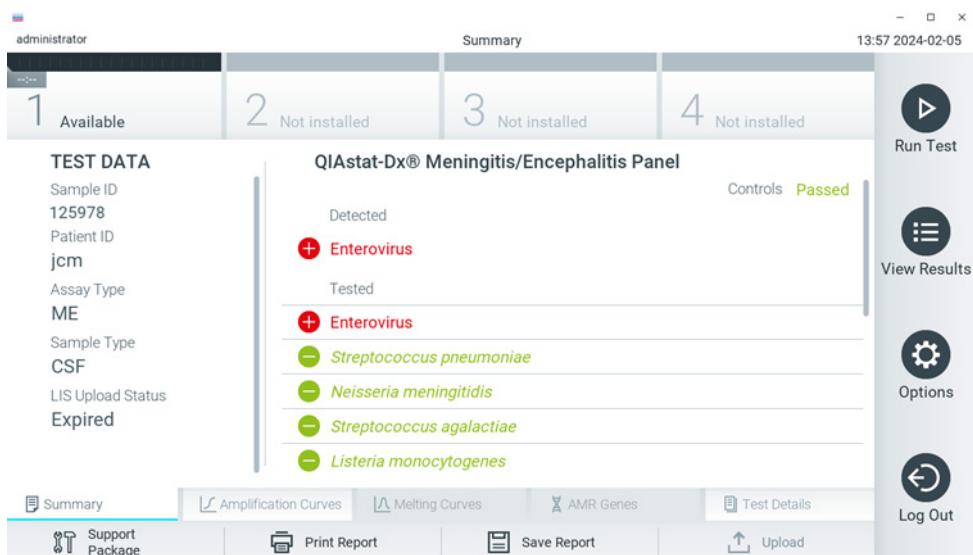 administrator
Summary
13:57 2024-02-05
--:--
1 Available
2 Not installed
3 Not installed
4 Not installed
TEST DATA
Sample ID
125978
Patient ID
jcm
Assay Type
ME
Sample Type
CSF
LIS Upload Status
Expired
QIAstat-Dx® Meningitis/Encephalitis Panel
Controls Passed
Detected
Enterovirus
Tested
Enterovirus
Streptococcus pneumoniae
Neisseria meningitidis
Streptococcus agalactiae
Listeria monocytogenes
Run Test
View Results
Options
Log Out
Summary
Amplification Curves
Melting Curves
AMR Genes
Test Details
Support
Package
Print Report
Save Report
Upload